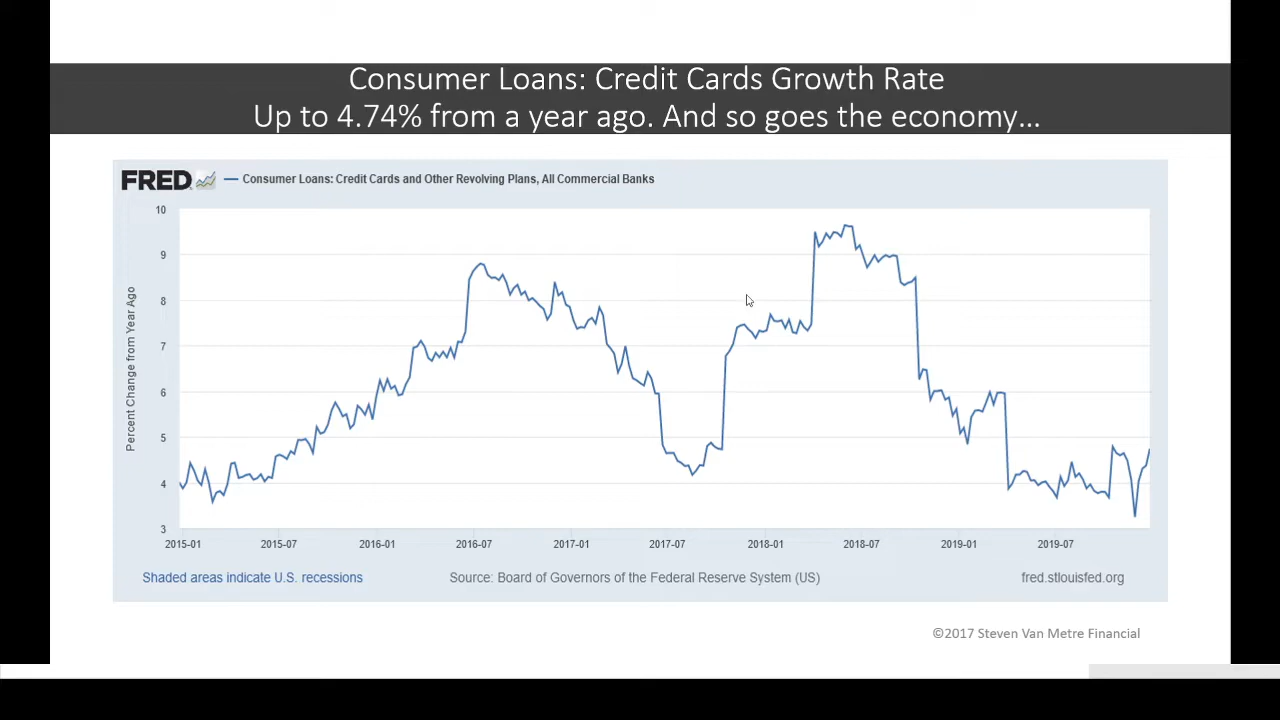 Consumer Loans: Credit Cards Growth Rate
Up to 4.74% from a year ago. And so goes the economy...
FRED
Consumer Loans: Credit Cards and Other Revolving Plans, All Commercial Banks
Percent Change from Year Ago
10
9
8
7
6
5
4
3
2015-01 2015-07 2016-01 2016-07 2017-01 2017-07 2018-01 2018-07 2019-01 2019-07
Shaded areas indicate U.S. recessions Source: Board of Governors of the Federal Reserve System (US) fred.stlouisfed.org
©2017 Steven Van Metre Financial